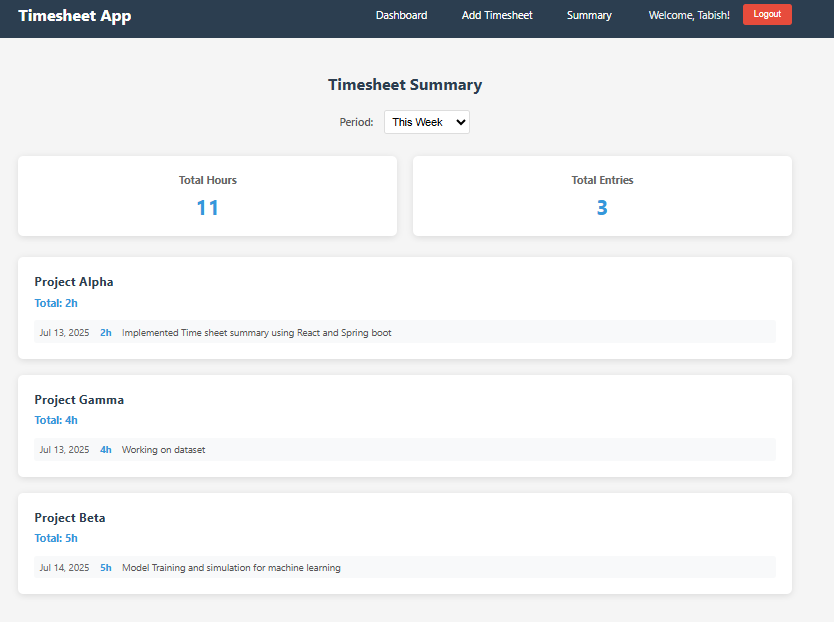 Timesheet App Dashboard Add Timesheet Summary Welcome, Tabish! Logout
Timesheet Summary
Period: This Week
Total Hours
11
Total Entries
3
Project Alpha
Total: 2h
Jul 13, 2025 2h Implemented Time sheet summary using React and Spring boot
Project Gamma
Total: 4h
Jul 13, 2025 4h Working on dataset
Project Beta
Total: 5h
Jul 14, 2025 5h Model Training and simulation for machine learning